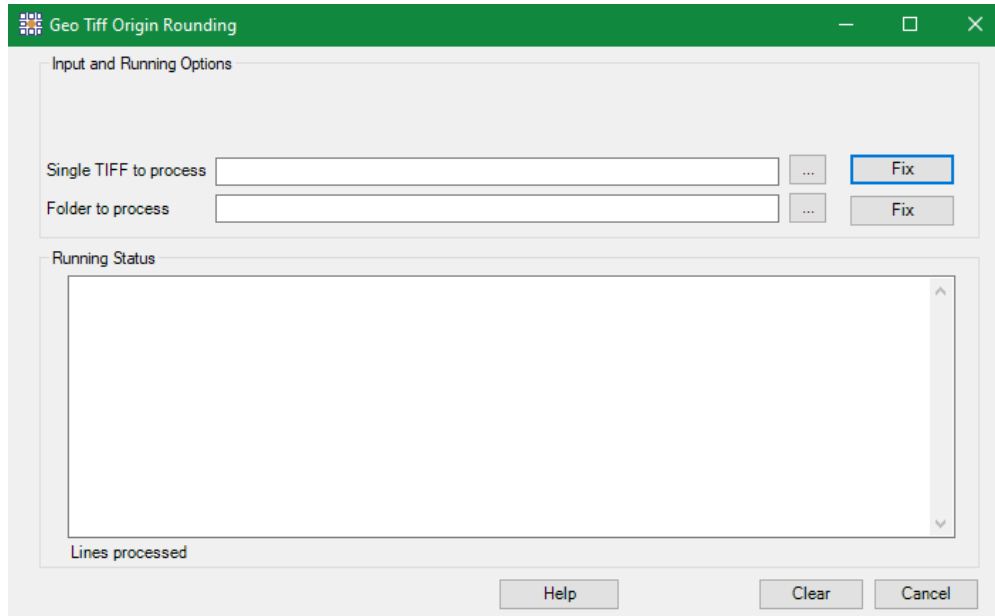 Geo Tiff Origin Rounding
Input and Running Options
Single TIFF to process ... Fix
Folder to process ... Fix
Running Status
Lines processed
Help Clear Cancel